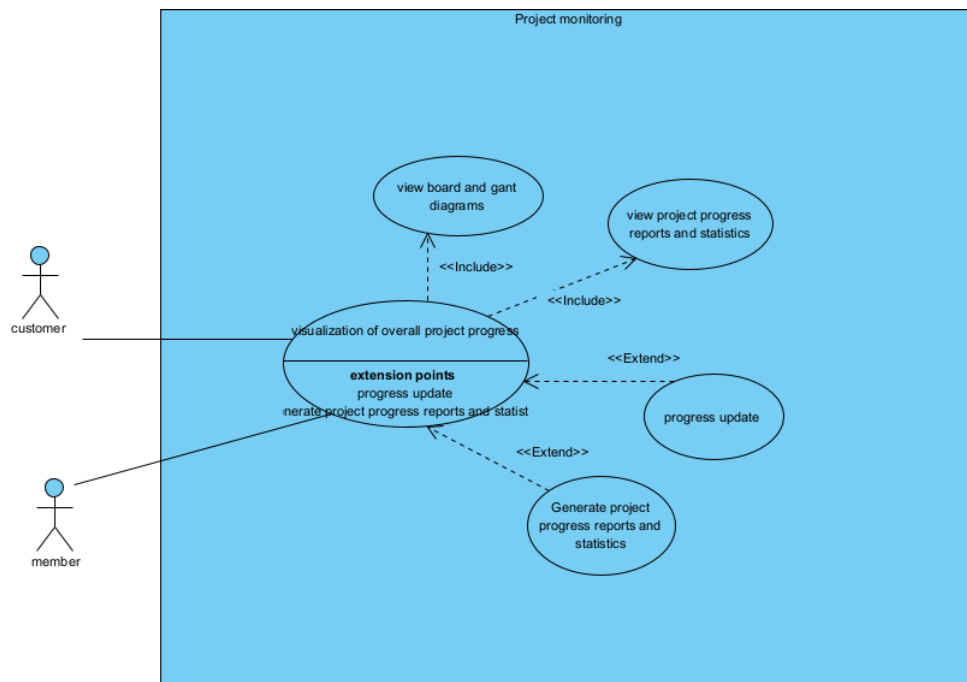 Project monitoring
view board and gant
diagrams
view project progress
reports and statistics
<<Include>>
<<Include>>
customer
visualization of overall project progress
extension points
progress update
enerate project progress reports and statist
<<Extend>>
progress update
<<Extend>>
Generate project
progress reports and
statistics
member